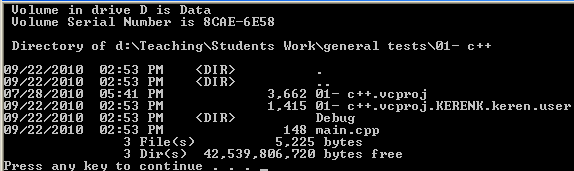 Volume in drive D is Data
Volume Serial Number is 8CAE-6E58
Directory of d:\Teaching\Students Work\general tests\01- c++
09/22/2010  02:53 PM    <DIR>          .
09/22/2010  02:53 PM    <DIR>          ..
07/28/2010  05:41 PM             3,662 01- c++.vcproj
09/22/2010  02:53 PM             1,415 01- c++.vcproj.KERENK.keren.user
09/22/2010  02:53 PM    <DIR>          Debug
09/22/2010  02:53 PM               148 main.cpp
3 File(s)          5,225 bytes
3 Dir(s)  42,539,806,720 bytes free
Press any key to continue . . . _